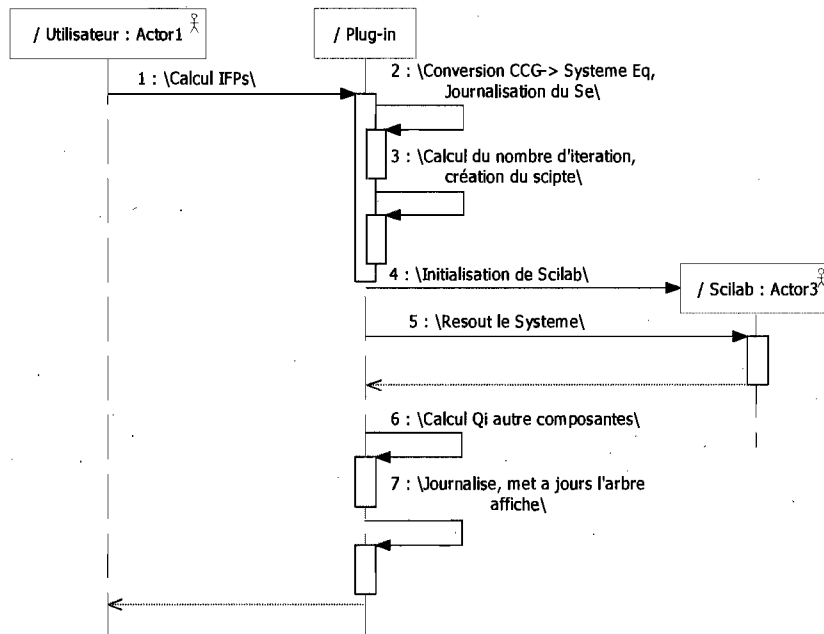 / Utilisateur : Actor1
/ Plug-in
1 : \Calcul IFPs\
2 : \Conversion CCG-> Systeme Eq,
Journalisation du Se\
3 : \Calcul du nombre d'iteration,
création du scipte\
4 : \Initialisation de Scilab\
/ Scilab : Actor3
5 : \Resout le Systeme\
6 : \Calcul Qi autre composantes\
7 : \Journalise, met a jours l'arbre
affiche\